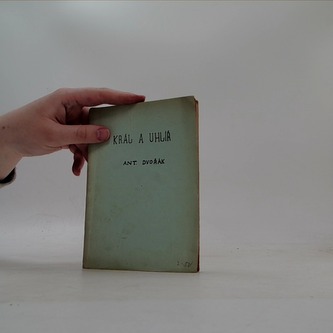 KRÁL A UHLÍŘ
ANT. DVOŘÁK